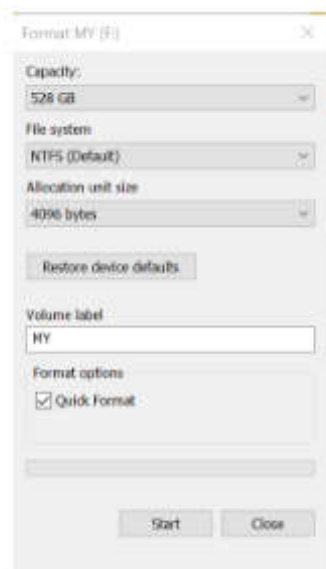 Format MY (F:)
Capacity:
528 GB
File system
NTFS (Default)
Allocation unit size
4096 bytes
Restore device defaults
Volume label
MY
Format options
Quick Format
Start
Close